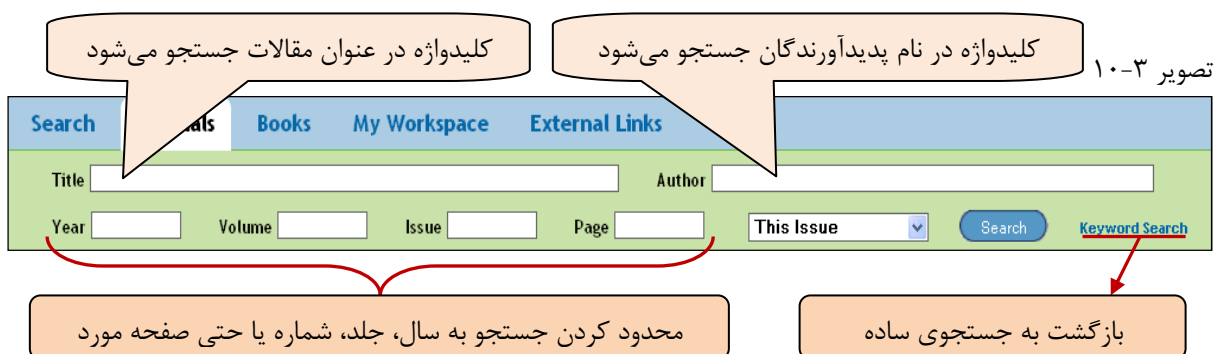 کلیدواژه در عنوان مقالات جستجو می‌شود
کلیدواژه در نام پدیدآورندگان جستجو می‌شود
تصویر ۳-۱۰
Search als Books My Workspace External Links
Title Author
Year Volume Issue Page This Issue Search Keyword Search
محدود کردن جستجو به سال، جلد، شماره یا حتی صفحه مورد
بازگشت به جستجوی ساده